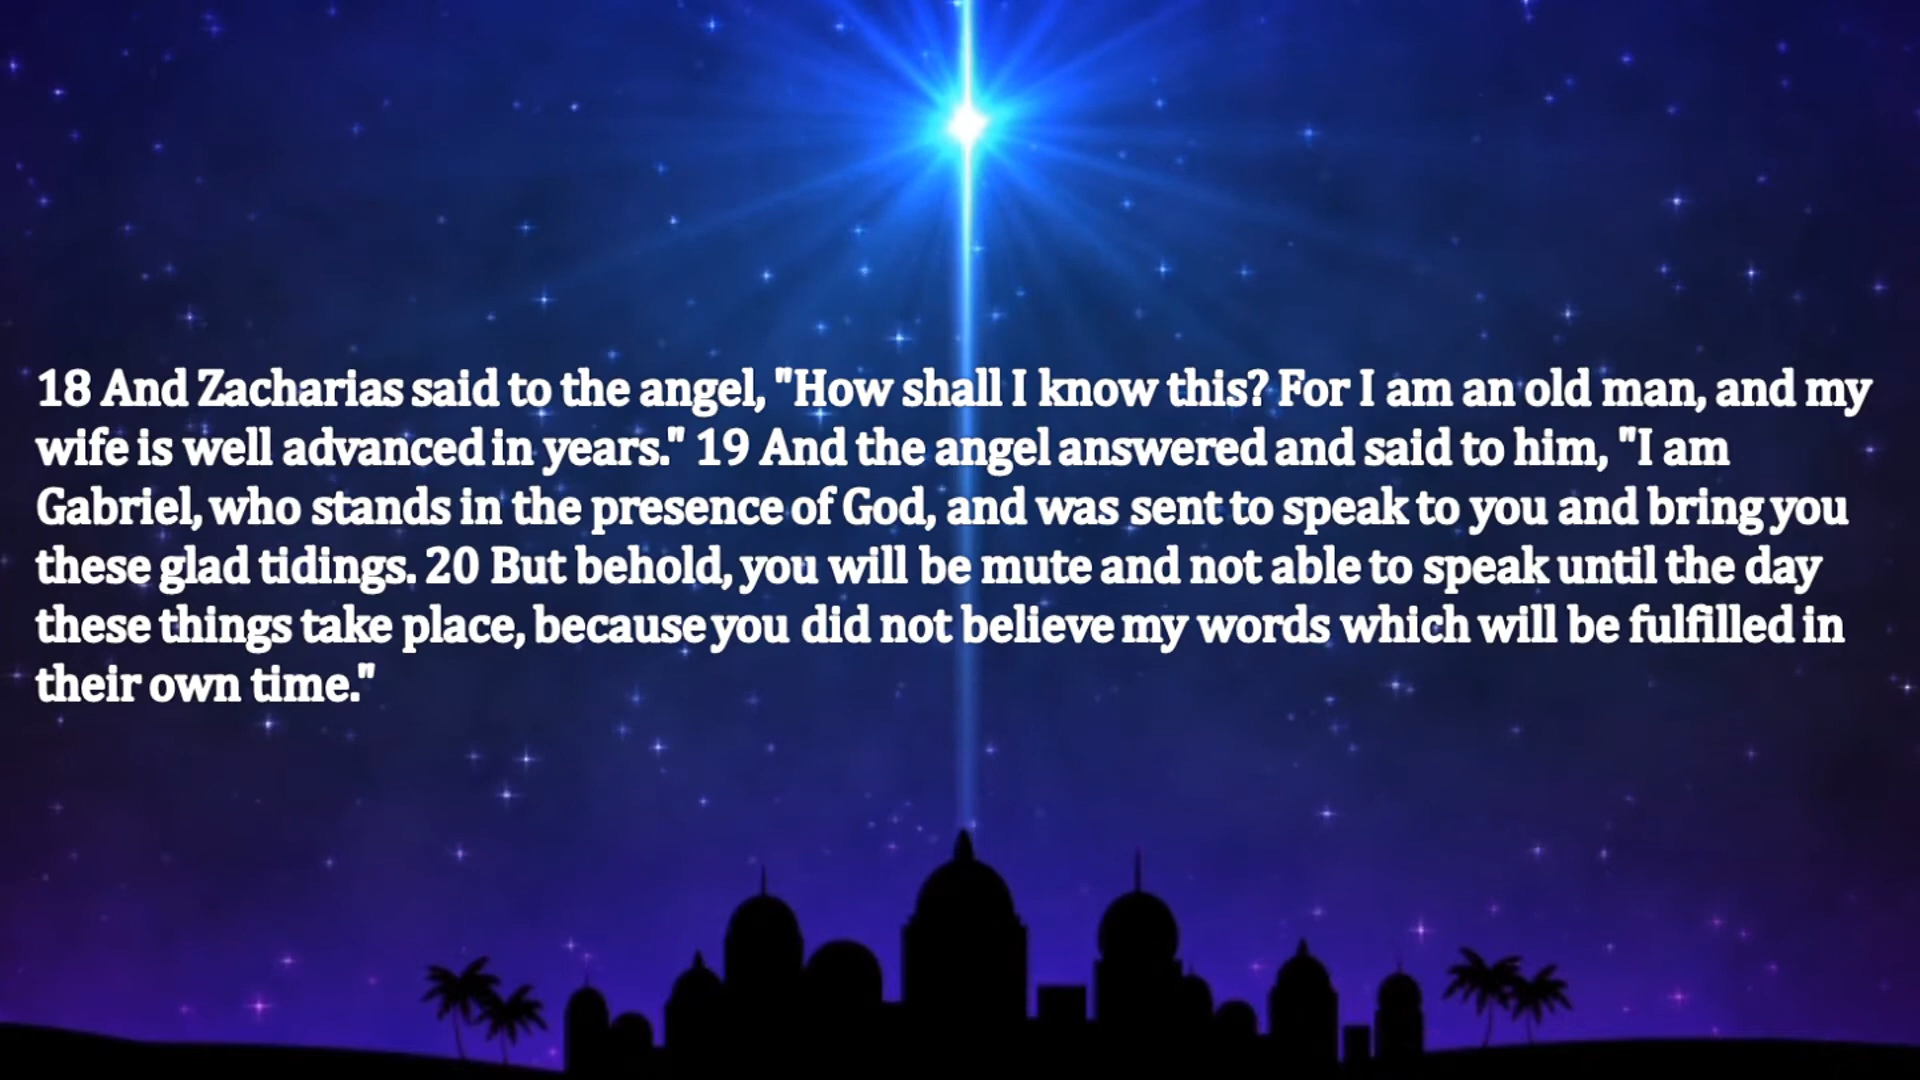 18 And Zacharias said to the angel, "How shall I know this? For I am an old man, and my
wife is well advanced in years." 19 And the angel answered and said to him, "I am
Gabriel, who stands in the presence of God, and was sent to speak to you and bring you
these glad tidings. 20 But behold, you will be mute and not able to speak until the day
these things take place, because you did not believe my words which will be fulfilled in
their own time."